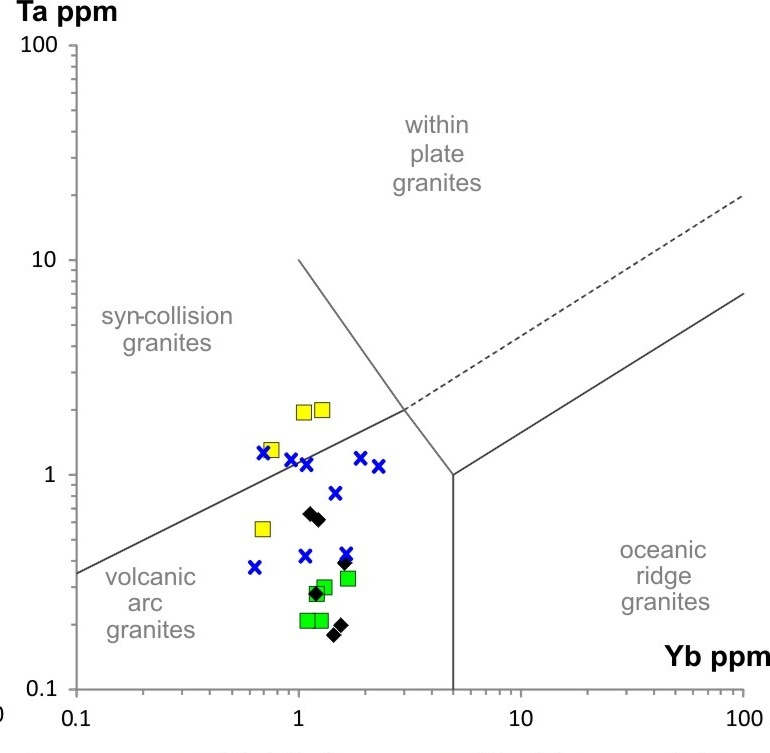 Ta ppm
100
within
plate
granites
10
syn-collision
granites
1
oceanic
ridge
granites
volcanic
arc
granites
Yb ppm
0.1
0
0.1
1
10
100